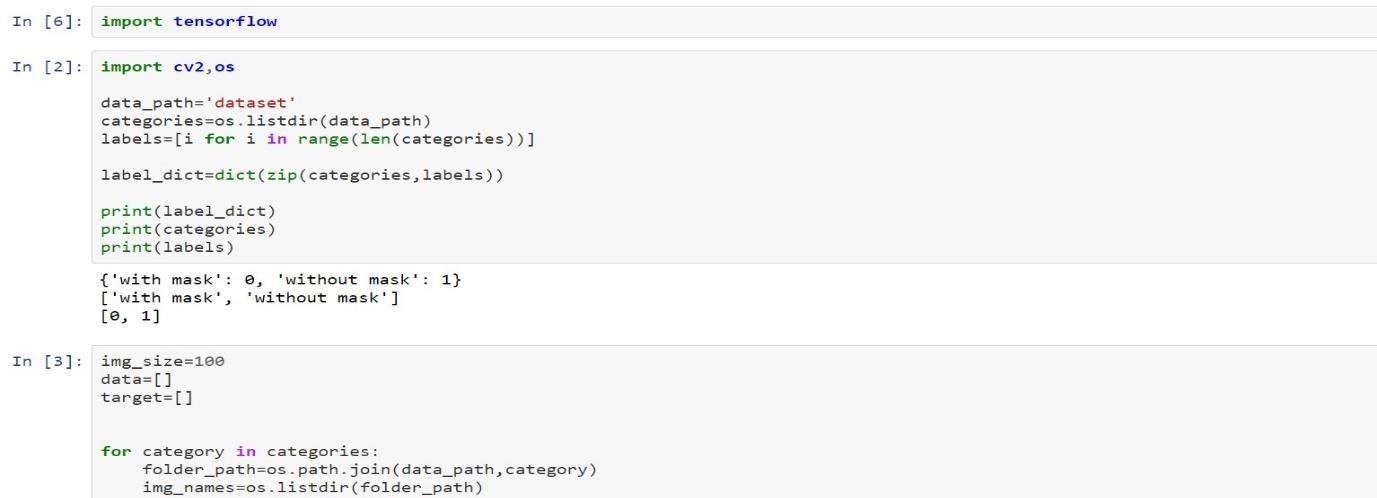 In [6]: import tensorflow
In [2]: import cv2,os
data_path='dataset'
categories=os.listdir(data_path)
labels=[i for i in range(len(categories))]
label_dict=dict(zip(categories,labels))
print(label_dict)
print(categories)
print(labels)
{'with mask': 0, 'without mask': 1}
['with mask', 'without mask']
[0, 1]
In [3]: img_size=100
data=[]
target=[]
for category in categories:
    folder_path=os.path.join(data_path,category)
    img_names=os.listdir(folder_path)